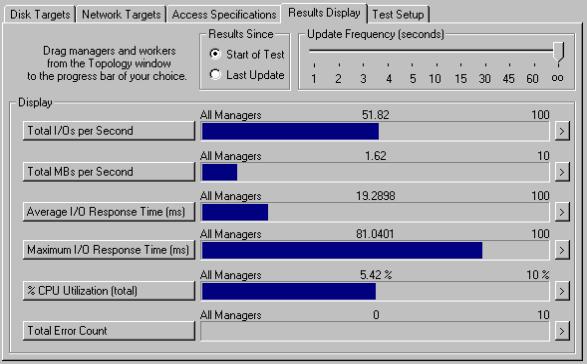 Disk Targets Network Targets Access Specifications Results Display Test Setup
Results Since Update Frequency (seconds)
Drag managers and workers
from the Topology window
to the progress bar of your choice.
Start of Test
Last Update
1 2 3 4 5 10 15 30 45 60 oo
Display
All Managers 51.82 100
Total I/Os per Second >
All Managers 1.62 10
Total MBs per Second >
All Managers 19.2898 100
Average I/O Response Time (ms) >
All Managers 81.0401 100
Maximum I/O Response Time (ms) >
All Managers 5.42 % 10 %
% CPU Utilization (total) >
All Managers 0 10
Total Error Count >